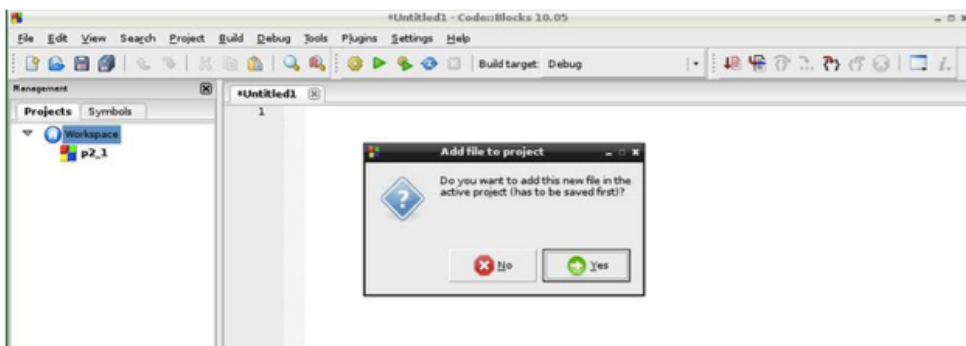 *Untitled1 - Code::Blocks 10.05
File Edit View Search Project Build Debug Tools Plugins Settings Help
Build target: Debug
Management
*Untitled1
Projects Symbols
1
Workspace
p2_1
Add file to project
Do you want to add this new file in the
active project (has to be saved first)?
No Yes